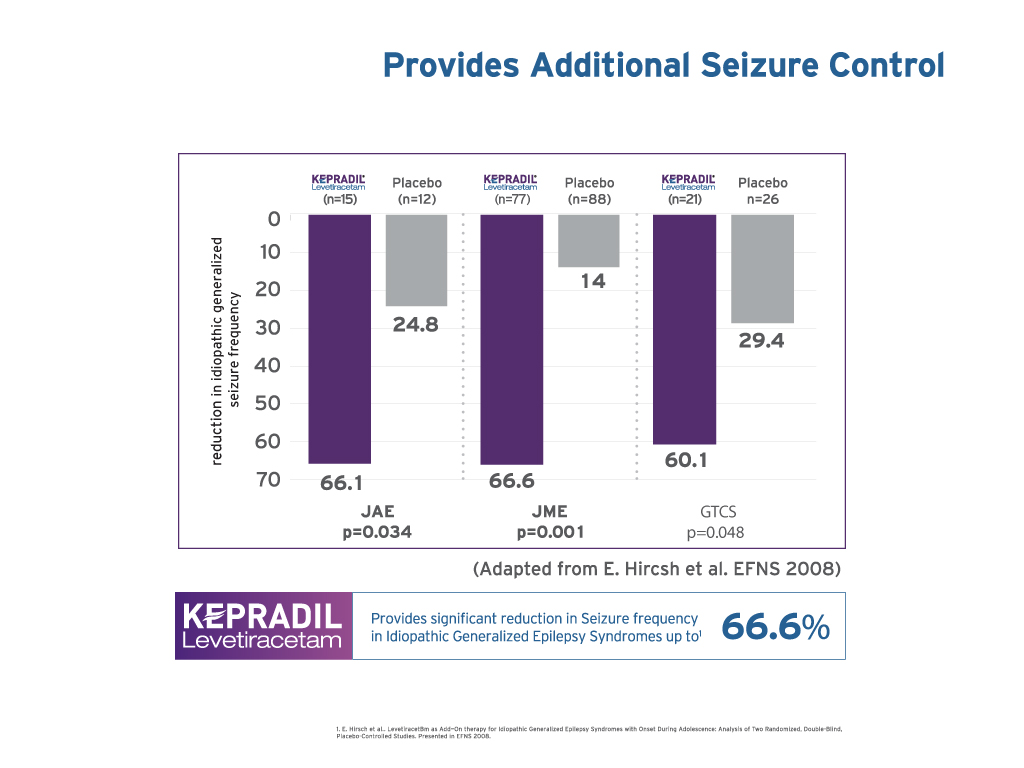 Provides Additional Seizure Control
KEPRADIL Placebo KEPRADIL Placebo KEPRADIL Placebo
Levetiracetam Levetiracetam Levetiracetam
(n=15) (n=12) (n=77) (n=88) (n=21) n=26
reduction in idiopathic generalized
seizure frequency
0
10
20
30
40
50
60
70
66.1
24.8
66.6
14
60.1
29.4
JAE JME GTCS
p=0.034 p=0.001 p=0.048
(Adapted from E. Hircsh et al. EFNS 2008)
KEPRADIL
Levetiracetam
Provides significant reduction in Seizure frequency
in Idiopathic Generalized Epilepsy Syndromes up to¹
66.6%
1. E. Hirsch et al.. Levetiracet8m as Add-On therapy for Idiopathic Generalized Epilepsy Syndromes with Onset During Adolescence: Analysis of Two Randomized, Double-Blind,
Placebo-Controlled Studies. Presented in EFNS 2008.